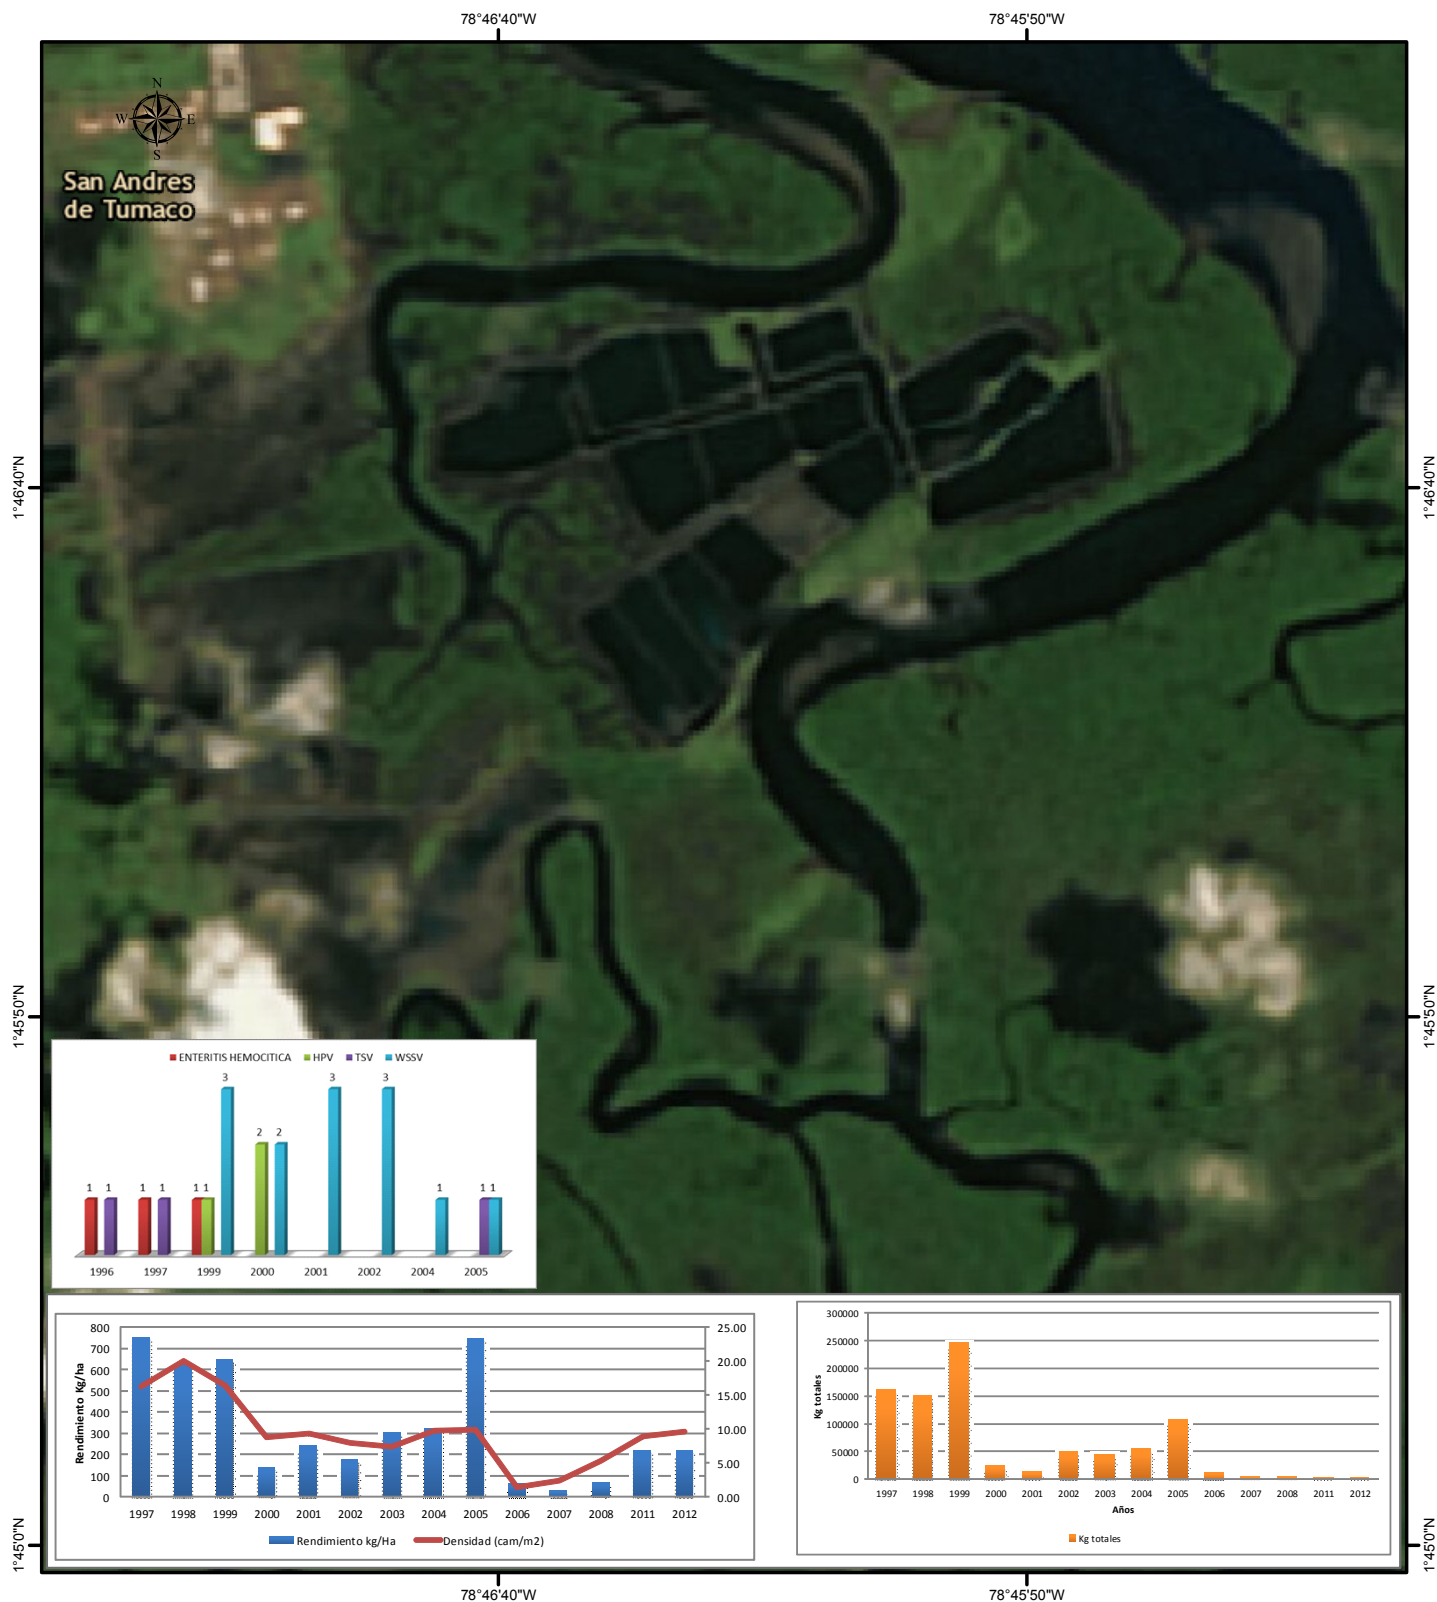 78°46'40"W 78°45'50"W
N
W E
S
San Andres
de Tumaco
1°46'40"N 1°46'40"N
1°45'50"N 1°45'50"N
ENTERITIS HEMOCITICA HPV TSV WSSV
3 3 3
2 2
1 1 1 1 1 1 1 1 1
1996 1997 1999 2000 2001 2002 2004 2005
Rendimiento Kg/ha
800 25.00
700
600 20.00
500 15.00
400
300 10.00
200 5.00
100
0 0.00
1997 1998 1999 2000 2001 2002 2003 2004 2005 2006 2007 2008 2011 2012
Rendimiento kg/Ha Densidad (cam/m2)
Kg totales
300000
250000
200000
150000
100000
50000
0
1997 1998 1999 2000 2001 2002 2003 2004 2005 2006 2007 2008 2011 2012
Años
Kg totales
1°45'0"N 1°45'0"N
78°46'40"W 78°45'50"W